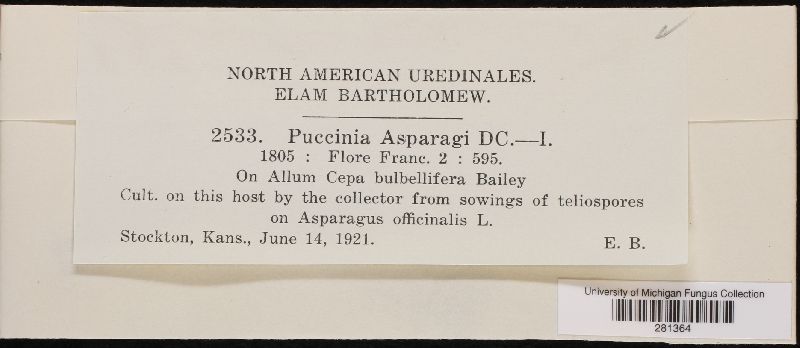 NORTH AMERICAN UREDINALES.
ELAM BARTHOLOMEW.
2533. Puccinia Asparagi DC.—I.
1805 : Flore Franc. 2 : 595.
On Allum Cepa bulbellifera Bailey
Cult. on this host by the collector from sowings of teliospores
on Asparagus officinalis L.
Stockton, Kans., June 14, 1921. E. B.
University of Michigan Fungus Collection
281364